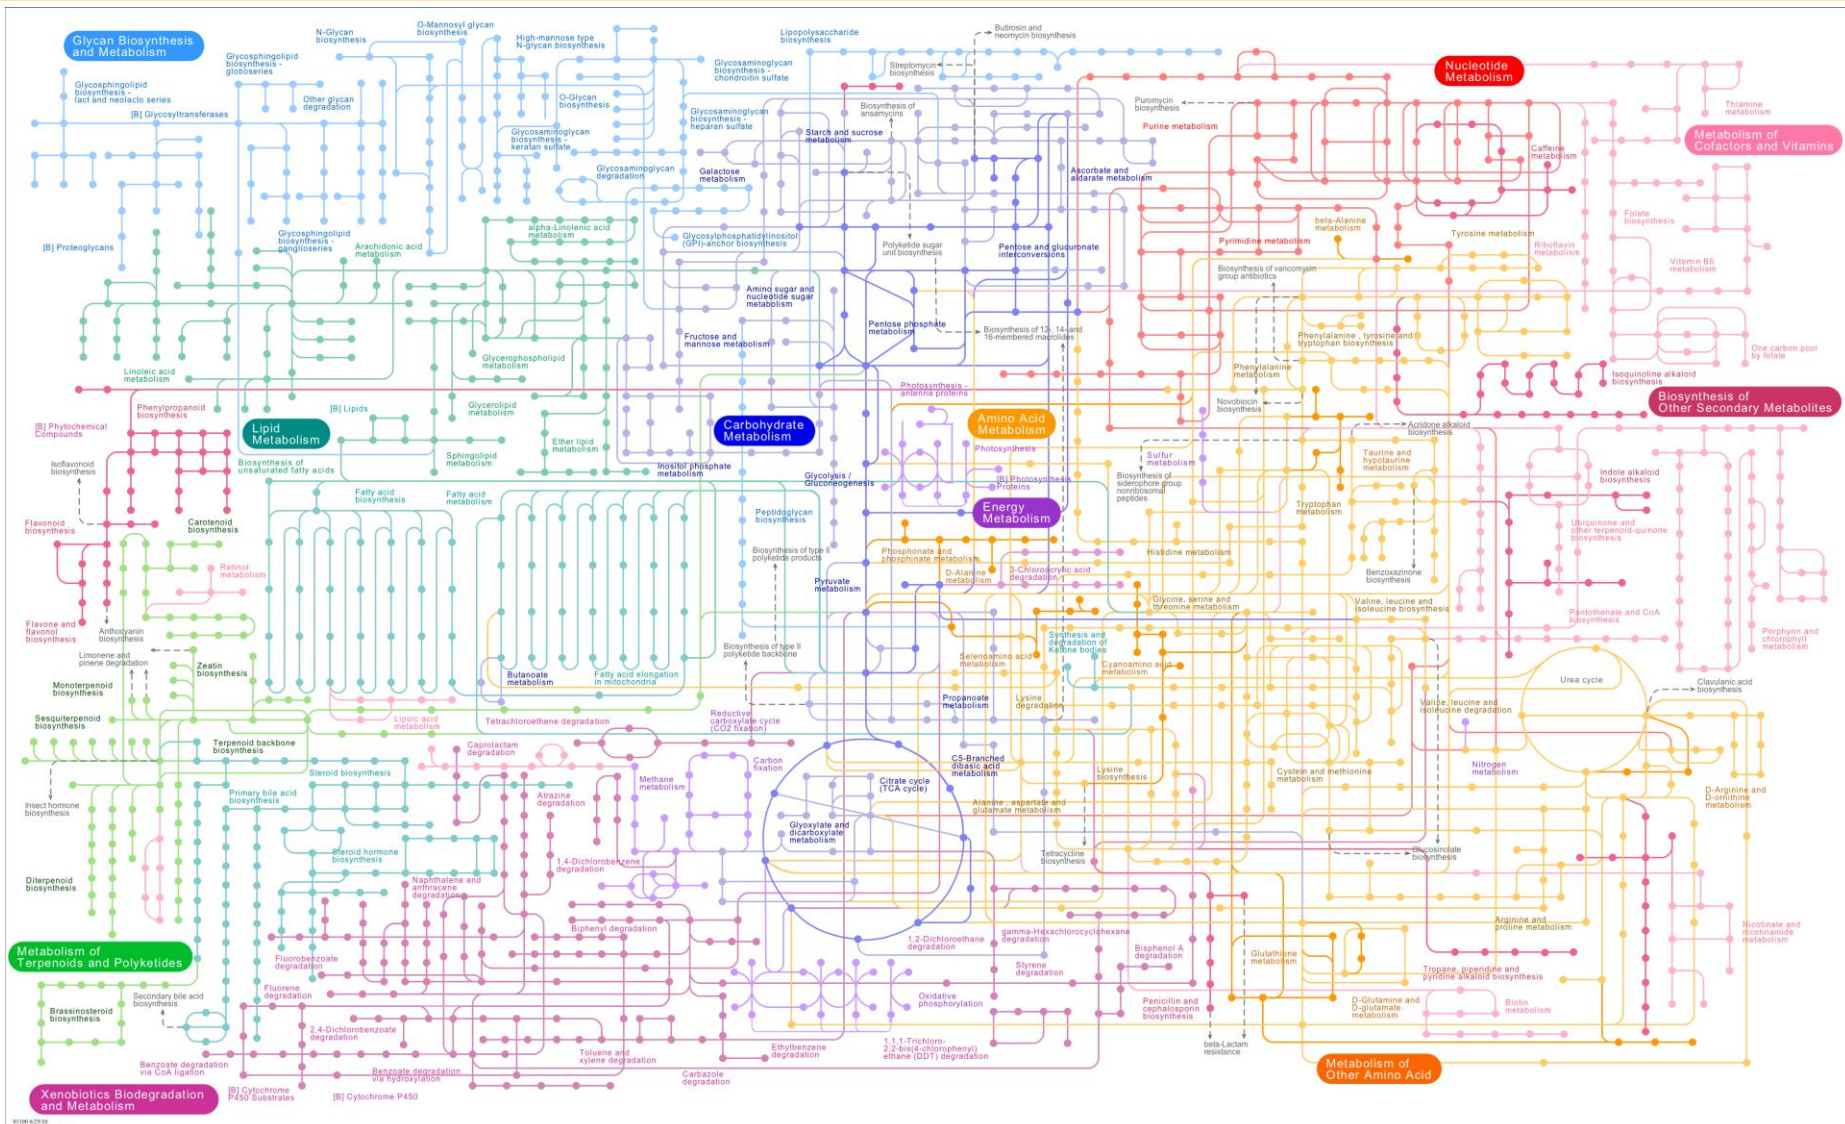 Glycan Biosynthesis
and Metabolism
N-Glycan
biosynthesis
O-Mannosyl glycan
biosynthesis
High-mannose type
N-glycan biosynthesis
Lipopolysaccharide
biosynthesis
Butirosin and
neomycin biosynthesis
Glycosphingolipid
biosynthesis -
globoseries
Glycosaminoglycan
biosynthesis -
chondroitin sulfate
Streptomycin
biosynthesis
Nucleotide
Metabolism
Glycosphingolipid
biosynthesis -
lact and neolacto series
Other glycan
degradation
O-Glycan
biosynthesis
Puromycin
biosynthesis
Thiamine
metabolism
[B] Glycosyltransferases
Glycosaminoglycan
biosynthesis -
heparan sulfate
Biosynthesis of
ansamycins
Purine metabolism
Glycosaminoglycan
biosynthesis -
keratan sulfate
Starch and sucrose
metabolism
Metabolism of
Cofactors and Vitamins
Caffeine
metabolism
Glycosaminoglycan
degradation
Galactose
metabolism
Ascorbate and
aldarate metabolism
[B] Proteoglycans
Glycosphingolipid
biosynthesis -
ganglioseries
Arachidonic acid
metabolism
alpha-Linolenic acid
metabolism
Glycosylphosphatidylinositol
(GPI)-anchor biosynthesis
Polyketide sugar
unit biosynthesis
Pentose and glucuronate
interconversions
Pyrimidine metabolism
beta-Alanine
metabolism
Tyrosine metabolism
Folate
biosynthesis
Riboflavin
metabolism
Vitamin B6
metabolism
Biosynthesis of vancomycin
group antibiotics
Amino sugar and
nucleotide sugar
metabolism
Pentose phosphate
metabolism
Biosynthesis of 12-, 14- and
16-membered macrolides
Fructose and
mannose metabolism
Phenylalanine , tyrosine and
tryptophan biosynthesis
One carbon pool
by folate
Linoleic acid
metabolism
Glycerophospholipid
metabolism
Phenylalanine
metabolism
Isoquinoline alkaloid
biosynthesis
Photosynthesis -
antenna proteins
Phenylpropanoid
biosynthesis
[B] Lipids
Glycerolipid
metabolism
Novobiocin
biosynthesis
Biosynthesis of
Other Secondary Metabolites
[B] Phytochemical
Compounds
Lipid
Metabolism
Carbohydrate
Metabolism
Amino Acid
Metabolism
Acridone alkaloid
biosynthesis
Ether lipid
metabolism
Photosynthesis
Sulfur
metabolism
Taurine and
hypotaurine
metabolism
Isoflavonoid
biosynthesis
Biosynthesis of
unsaturated fatty acids
Sphingolipid
metabolism
Inositol phosphate
metabolism
Glycolysis /
Gluconeogenesis
[B] Photosynthesis
Proteins
Biosynthesis of
siderophore group
nonribosomal
peptides
Indole alkaloid
biosynthesis
Fatty acid
biosynthesis
Fatty acid
metabolism
Energy
Metabolism
Tryptophan
metabolism
Flavonoid
biosynthesis
Carotenoid
biosynthesis
Peptidoglycan
biosynthesis
Ubiquinone and
other terpenoid-quinone
biosynthesis
Biosynthesis of type II
polyketide products
Phosphonate and
phosphinate metabolism
Histidine metabolism
Retinol
metabolism
Pyruvate
metabolism
D-Alanine
metabolism
3-Chloroacrylic acid
degradation
Benzoxazinone
biosynthesis
Glycine, serine and
threonine metabolism
Valine, leucine and
isoleucine biosynthesis
Pantothenate and CoA
biosynthesis
Flavone and
flavonol
biosynthesis
Anthocyanin
biosynthesis
Synthesis and
degradation of
Ketone bodies
Porphyrin and
chlorophyll
metabolism
Limonene and
pinene degradation
Zeatin
biosynthesis
Biosynthesis of type II
polyketide backbone
Selenoamino acid
metabolism
Cyanoamino acid
metabolism
Butanoate
metabolism
Fatty acid elongation
in mitochondria
Urea cycle
Clavulanic acid
biosynthesis
Monoterpenoid
biosynthesis
Propanoate
metabolism
Lysine
degradation
Valine, leucine and
isoleucine degradation
Sesquiterpenoid
biosynthesis
Lipoic acid
metabolism
Tetrachloroethene degradation
Reductive
carboxylate cycle
(CO2 fixation)
Terpenoid backbone
biosynthesis
Caprolactam
degradation
Carbon
fixation
C5-Branched
dibasic acid
metabolism
Steroid biosynthesis
Methane
metabolism
Citrate cycle
(TCA cycle)
Lysine
biosynthesis
Cystein and methionine
metabolism
Nitrogen
metabolism
Insect hormone
biosynthesis
Primary bile acid
biosynthesis
Atrazine
degradation
Alanine , aspartate and
glutamate metabolism
D-Arginine and
D-ornithine
metabolism
Glyoxylate and
dicarboxylate
metabolism
Steroid hormone
biosynthesis
1,4-Dichlorobenzene
degradation
Tetracycline
biosynthesis
Glucosinolate
biosynthesis
Diterpenoid
biosynthesis
Naphthalene and
anthracene
degradation
Biphenyl degradation
Arginine and
proline metabolism
Nicotinate and
nicotinamide
metabolism
Metabolism of
Terpenoids and Polyketides
Fluorobenzoate
degradation
1,2-Dichloroethane
degradation
gamma-Hexachlorocyclohexane
degradation
Bisphenol A
degradation
Glutathione
metabolism
Styrene
degradation
Tropane, piperidine and
pyridine alkaloid biosynthesis
Fluorene
degradation
Secondary bile acid
biosynthesis
Oxidative
phosphorylation
Penicillin and
cephalosporin
biosynthesis
D-Glutamine and
D-glutamate
metabolism
Biotin
metabolism
Brassinosteroid
biosynthesis
2,4-Dichlorobenzoate
degradation
Toluene and
xylene degradation
Ethylbenzene
degradation
1,1,1-Trichloro-
2,2-bis(4-chlorophenyl)
ethane (DDT) degradation
beta-Lactam
resistance
Benzoate degradation
via CoA ligation
Benzoate degradation
via hydroxylation
Carbazole
degradation
Metabolism of
Other Amino Acid
Xenobiotics Biodegradation
and Metabolism
[B] Cytochrome
P450 Substrates
[B] Cytochrome P450
01100 6/25/10